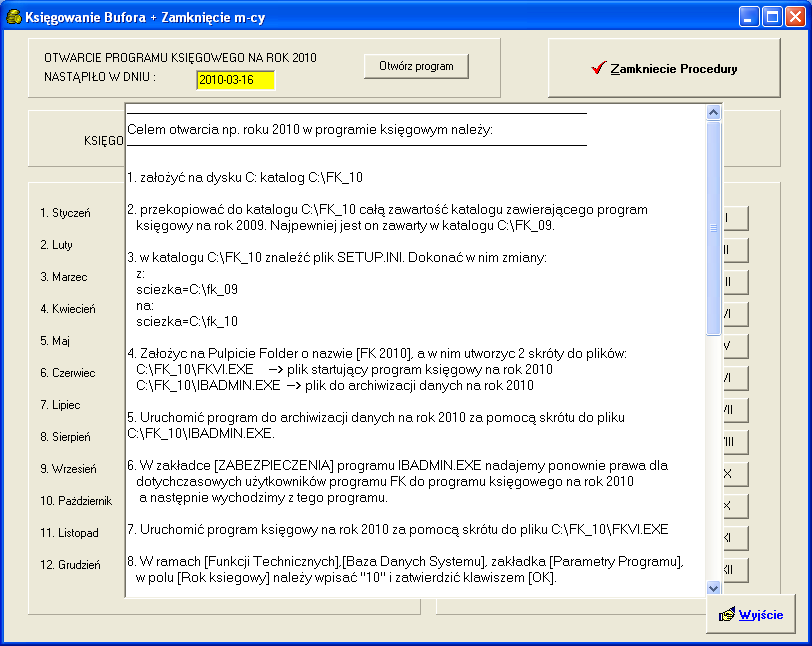 Księgowanie Bufora + Zamknięcie m-cy
OTWARCIE PROGRAMU KSIĘGOWEGO NA ROK 2010
NASTĄPIŁO W DNIU :
2010-03-16
Otwórz program
Zamkniecie Procedury
KSIĘGO
Celem otwarcia np. roku 2010 w programie księgowym należy:
1. założyć na dysku C: katalog C:\FK_10
2. przekopiować do katalogu C:\FK_10 całą zawartość katalogu zawierającego program
księgowy na rok 2009. Najpewniej jest on zawarty w katalogu C:\FK_09.
3. w katalogu C:\FK_10 znaleźć plik SETUP.INI. Dokonać w nim zmiany:
z:
sciezka=C:\fk_09
na:
sciezka=C:\fk_10
4. Założyc na Pulpicie Folder o nazwie [FK 2010], a w nim utworzyc 2 skróty do plików:
C:\FK_10\FKVI.EXE --> plik startujący program księgowy na rok 2010
C:\FK_10\IBADMIN.EXE --> plik do archiwizacji danych na rok 2010
5. Uruchomić program do archiwizacji danych na rok 2010 za pomocą skrótu do pliku
C:\FK_10\IBADMIN.EXE.
6. W zakładce [ZABEZPIECZENIA] programu IBADMIN.EXE nadajemy ponownie prawa dla
dotychczasowych użytkowników programu FK do programu księgowego na rok 2010
a następnie wychodzimy z tego programu.
7. Uruchomić program księgowy na rok 2010 za pomocą skrótu do pliku C:\FK_10\FKVI.EXE
8. W ramach [Funkcji Technicznych],[Baza Danych Systemu], zakładka [Parametry Programu],
w polu [Rok ksiegowy] należy wpisać "10" i zatwierdzić klawiszem [OK].
1. Styczeń
2. Luty
3. Marzec
4. Kwiecień
5. Maj
6. Czerwiec
7. Lipiec
8. Sierpień
9. Wrzesień
10. Październik
11. Listopad
12. Grudzień
Wyjście